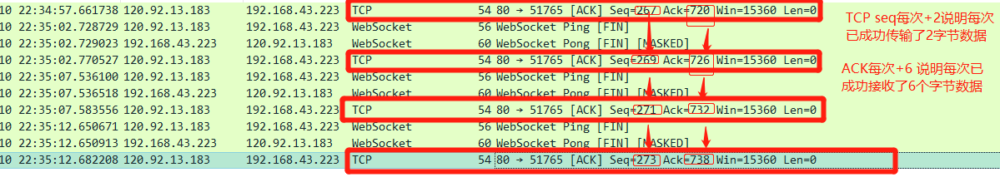 10 22:34:57.661738 120.92.13.183 192.168.43.223 TCP 54 80 → 51765 [ACK] Seq=267 Ack=720 Win=15360 Len=0
10 22:35:02.728729 120.92.13.183 192.168.43.223 WebSocket 56 WebSocket Ping [FIN]
10 22:35:02.729023 192.168.43.223 120.92.13.183 WebSocket 60 WebSocket Ping [FIN] [MASKED]
10 22:35:02.770527 120.92.13.183 192.168.43.223 TCP 54 80 → 51765 [ACK] Seq=269 Ack=726 Win=15360 Len=0
10 22:35:07.536100 120.92.13.183 192.168.43.223 WebSocket 56 WebSocket Ping [FIN]
10 22:35:07.536518 192.168.43.223 120.92.13.183 WebSocket 60 WebSocket Ping [FIN] [MASKED]
10 22:35:07.583556 120.92.13.183 192.168.43.223 TCP 54 80 → 51765 [ACK] Seq=271 Ack=732 Win=15360 Len=0
10 22:35:12.650671 120.92.13.183 192.168.43.223 WebSocket 56 WebSocket Ping [FIN]
10 22:35:12.650913 192.168.43.223 120.92.13.183 WebSocket 60 WebSocket Ping [FIN] [MASKED]
10 22:35:12.682208 120.92.13.183 192.168.43.223 TCP 54 80 → 51765 [ACK] Seq=273 Ack=738 Win=15360 Len=0
TCP seq每次+2说明每次
已成功传输了2字节数据
ACK每次+6 说明每次已
成功接收了6个字节数据